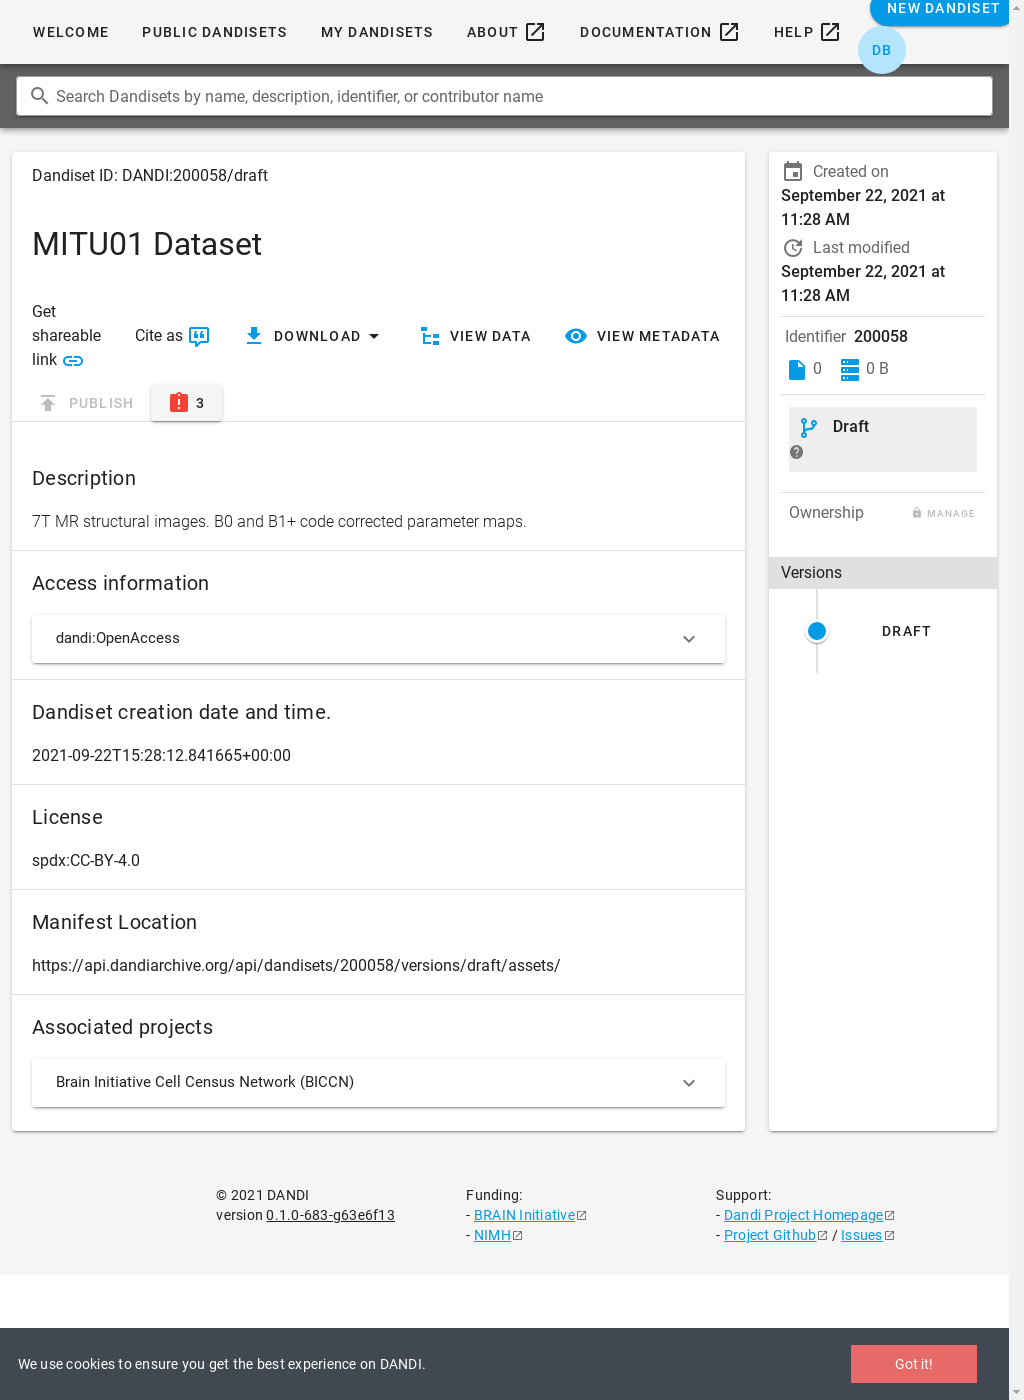 NEW DANDISET
WELCOME PUBLIC DANDISETS MY DANDISETS ABOUT DOCUMENTATION HELP
DB
Search Dandisets by name, description, identifier, or contributor name
Dandiset ID: DANDI:200058/draft
MITU01 Dataset
Get
shareable
link
Cite as
DOWNLOAD
VIEW DATA
VIEW METADATA
PUBLISH
3
Description
7T MR structural images. B0 and B1+ code corrected parameter maps.
Access information
dandi:OpenAccess
Dandiset creation date and time.
2021-09-22T15:28:12.841665+00:00
License
spdx:CC-BY-4.0
Manifest Location
https://api.dandiarchive.org/api/dandisets/200058/versions/draft/assets/
Associated projects
Brain Initiative Cell Census Network (BICCN)
Created on
September 22, 2021 at
11:28 AM
Last modified
September 22, 2021 at
11:28 AM
Identifier 200058
0 0 B
Draft
Ownership MANAGE
Versions
DRAFT
© 2021 DANDI
version 0.1.0-683-g63e6f13
Funding:
- BRAIN Initiative
- NIMH
Support:
- Dandi Project Homepage
- Project Github / Issues
We use cookies to ensure you get the best experience on DANDI.
Got it!